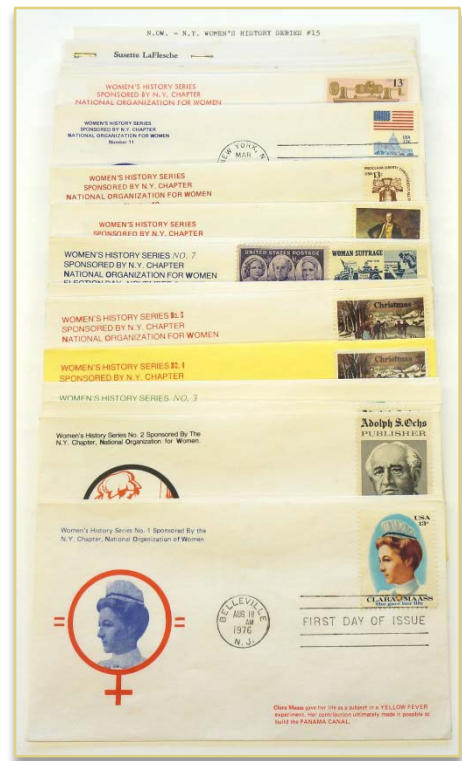 N.OW. - N.Y. WOMEN'S HISTORY SERIES #15
Susette LaFlesche
WOMEN'S HISTORY SERIES
SPONSORED BY N.Y. CHAPTER
NATIONAL ORGANIZATION FOR WOMEN
13
WOMEN'S HISTORY SERIES
SPONSORED BY N.Y. CHAPTER
NATIONAL ORGANIZATION FOR WOMEN
Number 11
NEW YORK, N
MAR
WOMEN'S HISTORY SERIES
SPONSORED BY N.Y. CHAPTER
NATIONAL ORGANIZATION FOR WOMEN
13c
WOMEN'S HISTORY SERIES
SPONSORED BY N.Y. CHAPTER
WOMEN'S HISTORY SERIES NO. 7
SPONSORED BY N.Y. CHAPTER
NATIONAL ORGANIZATION FOR WOMEN
ELECTION DAY, NOVEMBER
UNITED STATES POSTAGE
WOMAN SUFFRAGE
WOMEN'S HISTORY SERIES No. 5
SPONSORED BY N.Y. CHAPTER
NATIONAL ORGANIZATION FOR WOMEN
Christmas
WOMEN'S HISTORY SERIES NO. 4
SPONSORED BY N.Y. CHAPTER
Christmas
WOMEN'S HISTORY SERIES NO. 3
Women's History Series No. 2 Sponsored By The
N.Y. Chapter, National Organization for Women.
Adolph S. Ochs
PUBLISHER
Women's History Series No. 1 Sponsored By the
N.Y. Chapter, National Organization of Women
USA
13c
CLARA MAASS
She gave her life
BELLEVILLE
AUG 18
AM
1976
N.J.
FIRST DAY OF ISSUE
Clara Maass gave her life as a subject in a YELLOW FEVER
experiment. Her contribution ultimately made it possible to
build the PANAMA CANAL.